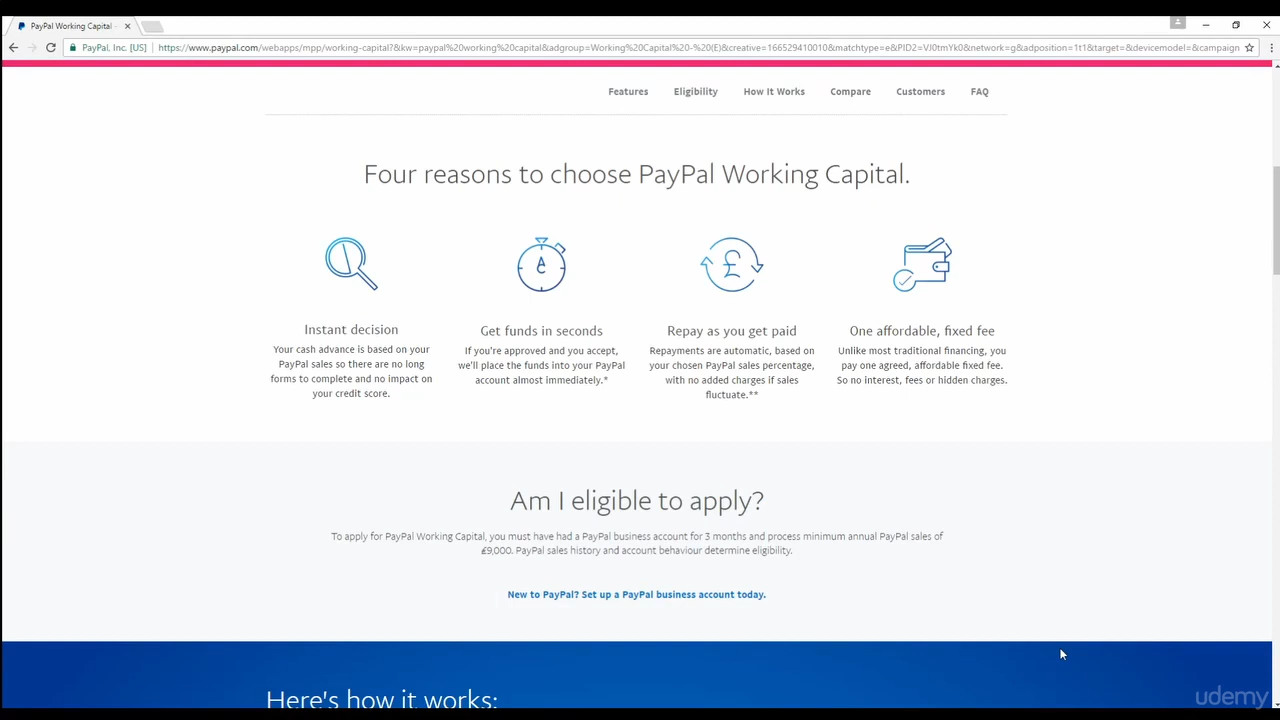 PayPal Working Capital
PayPal, Inc. [US]
https://www.paypal.com/webapps/mpp/working-capital?&kw=paypal%20working%20capital&adgroup=Working%20Capital%20-%20(E)&creative=166529410010&matchtype=e&PID2=VJ0tmYk0&network=g&adposition=1t1&target=&devicemodel=&campaign
Features Eligibility How It Works Compare Customers FAQ
Four reasons to choose PayPal Working Capital.
Instant decision
Your cash advance is based on your
PayPal sales so there are no long
forms to complete and no impact on
your credit score.
Get funds in seconds
If you're approved and you accept,
we'll place the funds into your PayPal
account almost immediately.*
Repay as you get paid
Repayments are automatic, based on
your chosen PayPal sales percentage,
with no added charges if sales
fluctuate.**
One affordable, fixed fee
Unlike most traditional financing, you
pay one agreed, affordable fixed fee.
So no interest, fees or hidden charges.
Am I eligible to apply?
To apply for PayPal Working Capital, you must have had a PayPal business account for 3 months and process minimum annual PayPal sales of
£9,000. PayPal sales history and account behaviour determine eligibility.
New to PayPal? Set up a PayPal business account today.
Here's how it works:
udemy